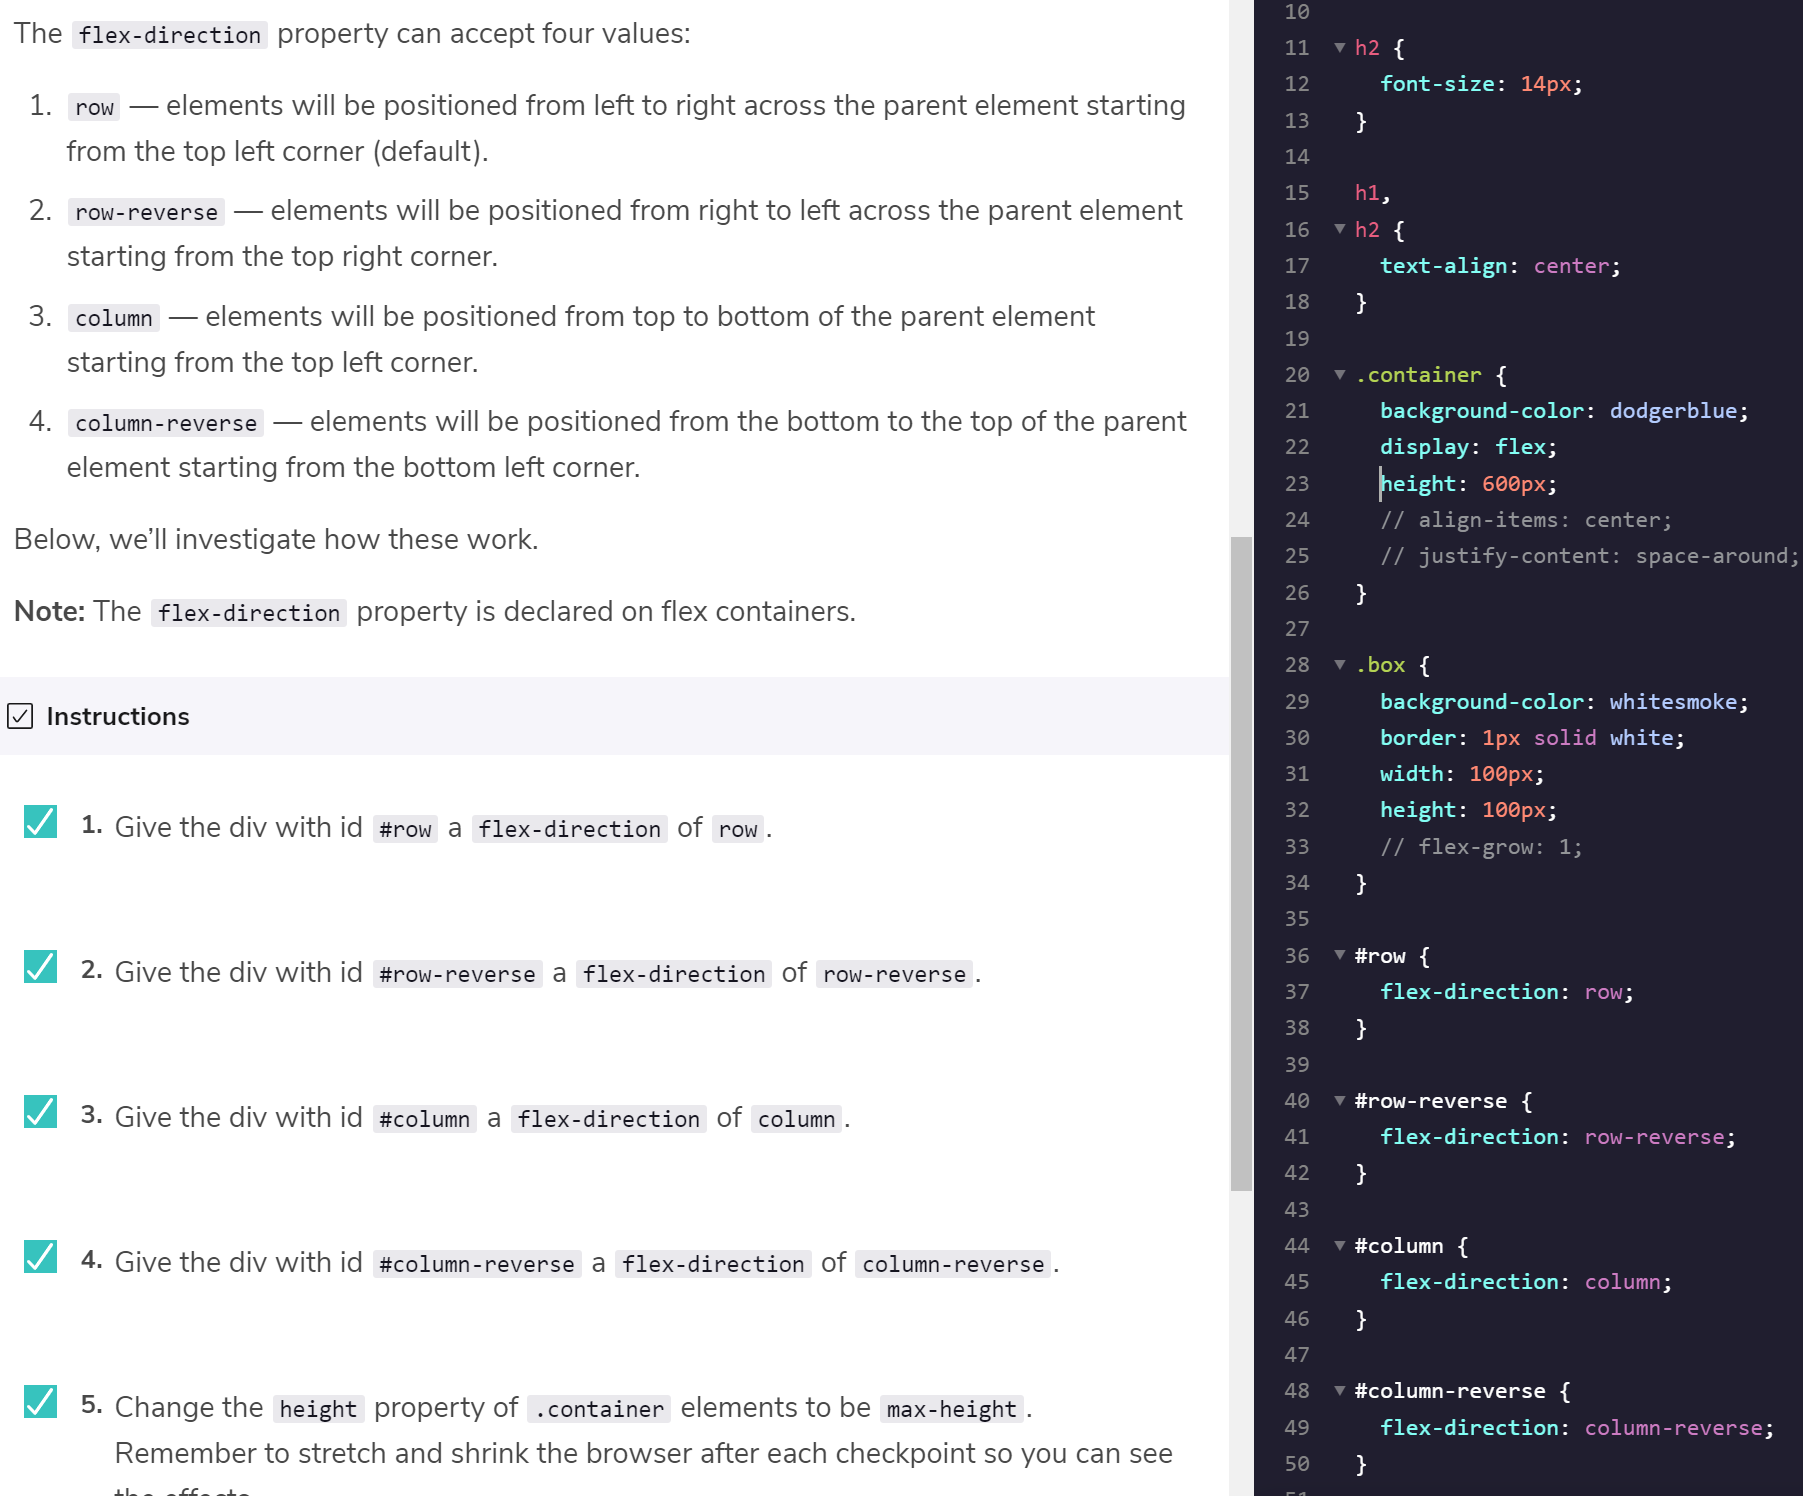 The flex-direction property can accept four values:
1. row — elements will be positioned from left to right across the parent element starting
from the top left corner (default).
2. row-reverse — elements will be positioned from right to left across the parent element
starting from the top right corner.
3. column — elements will be positioned from top to bottom of the parent element
starting from the top left corner.
4. column-reverse — elements will be positioned from the bottom to the top of the parent
element starting from the bottom left corner.
Below, we’ll investigate how these work.
Note: The flex-direction property is declared on flex containers.
Instructions
1. Give the div with id #row a flex-direction of row.
2. Give the div with id #row-reverse a flex-direction of row-reverse.
3. Give the div with id #column a flex-direction of column.
4. Give the div with id #column-reverse a flex-direction of column-reverse.
5. Change the height property of .container elements to be max-height.
Remember to stretch and shrink the browser after each checkpoint so you can see
the effects
10
11 h2 {
12 font-size: 14px;
13 }
14
15 h1,
16 h2 {
17 text-align: center;
18 }
19
20 .container {
21 background-color: dodgerblue;
22 display: flex;
23 height: 600px;
24 // align-items: center;
25 // justify-content: space-around;
26 }
27
28 .box {
29 background-color: whitesmoke;
30 border: 1px solid white;
31 width: 100px;
32 height: 100px;
33 // flex-grow: 1;
34 }
35
36 #row {
37 flex-direction: row;
38 }
39
40 #row-reverse {
41 flex-direction: row-reverse;
42 }
43
44 #column {
45 flex-direction: column;
46 }
47
48 #column-reverse {
49 flex-direction: column-reverse;
50 }
51